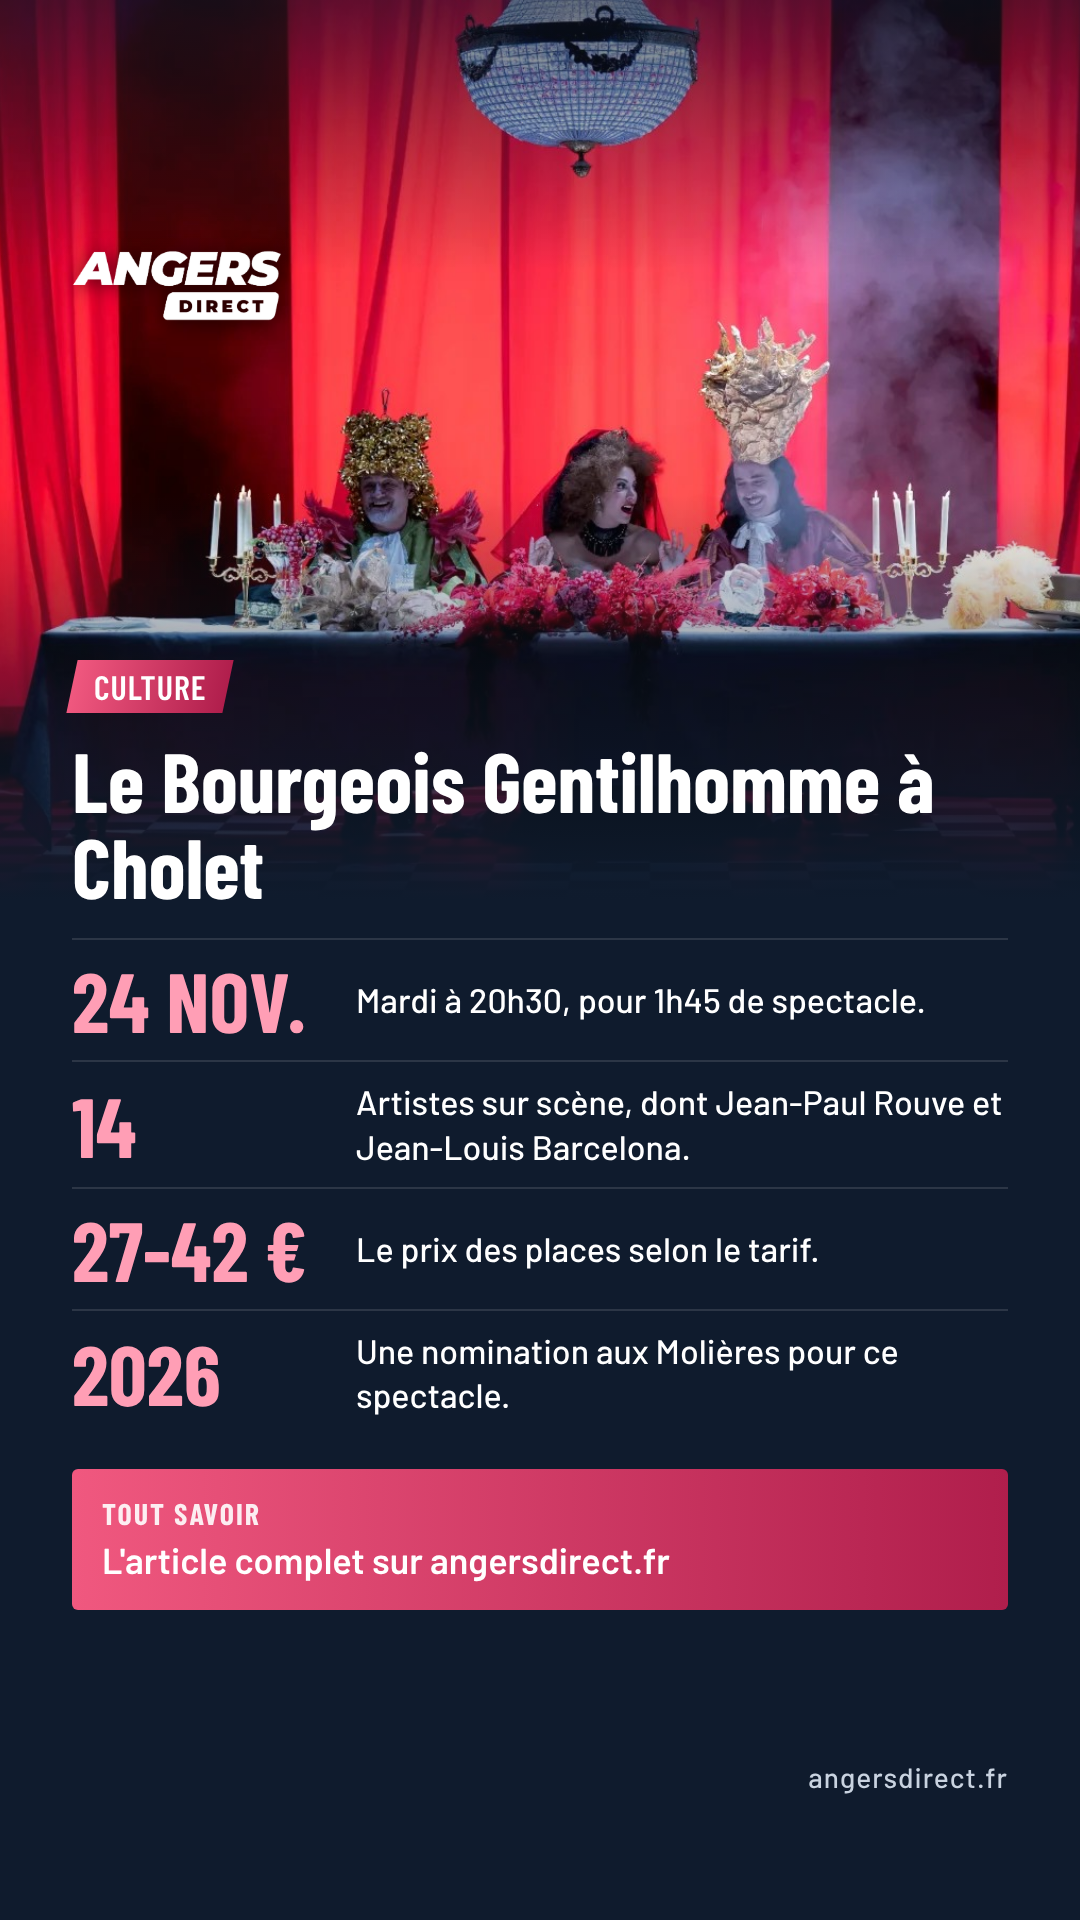 ANGERS
DIRECT
CULTURE
Le Bourgeois Gentilhomme à
Cholet
24 NOV.
Mardi à 20h30, pour 1h45 de spectacle.
14
Artistes sur scène, dont Jean-Paul Rouve et
Jean-Louis Barcelona.
27-42 €
Le prix des places selon le tarif.
2026
Une nomination aux Molières pour ce
spectacle.
TOUT SAVOIR
L'article complet sur angersdirect.fr
angersdirect.fr